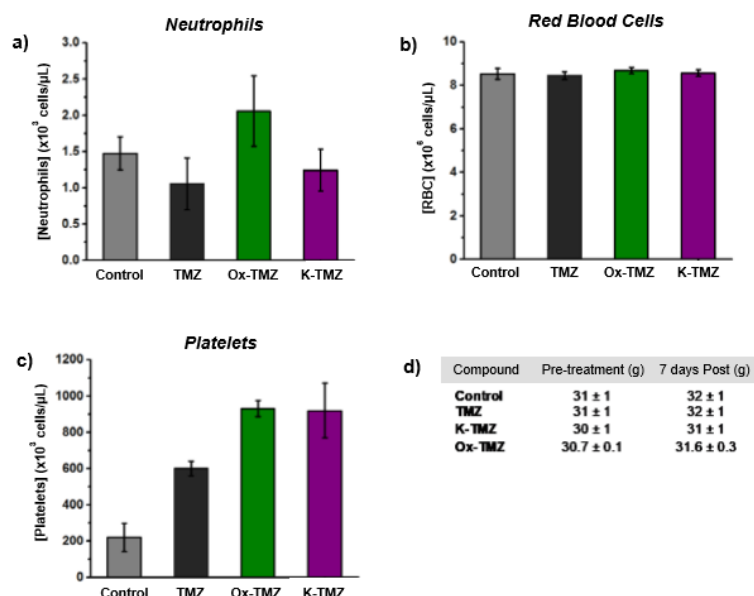 a)
Neutrophils
[Neutrophils] (x10³ cells/µL)
3.0
2.5
2.0
1.5
1.0
0.5
0.0
Control TMZ Ox-TMZ K-TMZ
b)
Red Blood Cells
[RBC] (x10⁶ cells/µL)
10
8
6
4
2
0
Control TMZ Ox-TMZ K-TMZ
c)
Platelets
[Platelets] (x10³ cells/µL)
1200
1000
800
600
400
200
0
Control TMZ Ox-TMZ K-TMZ
d)
Compound Pre-treatment (g) 7 days Post (g)
Control 31 ± 1 32 ± 1
TMZ 31 ± 1 32 ± 1
K-TMZ 30 ± 1 31 ± 1
Ox-TMZ 30.7 ± 0.1 31.6 ± 0.3